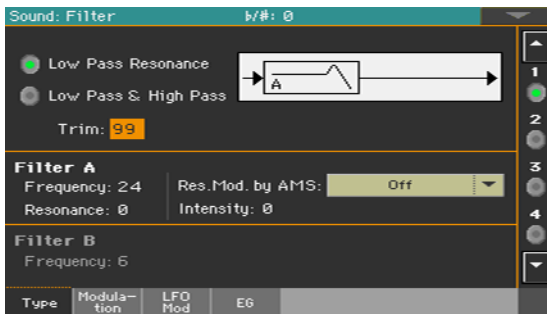 Sound: Filter ♭/#: 0
Low Pass Resonance
A
Low Pass & High Pass
Trim: 99
1
2
3
4
Filter A
Frequency: 24 Res.Mod. by AMS: Off
Resonance: 0 Intensity: 0
Filter B
Frequency: 6
Type Modula- LFO EG
tion Mod